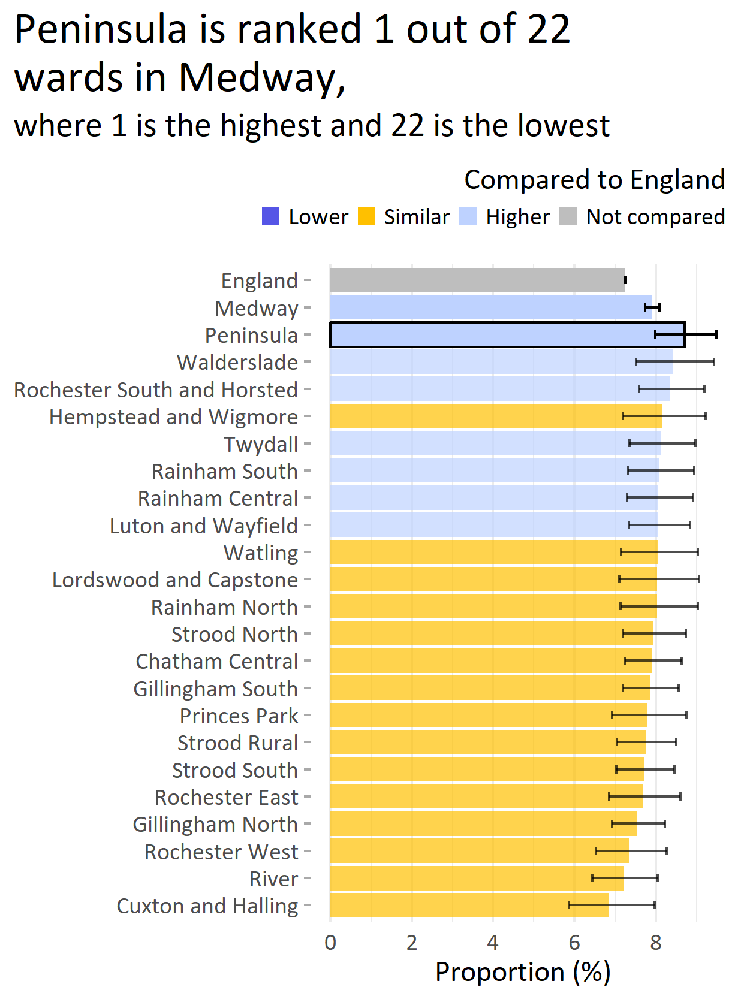 Peninsula is ranked 1 out of 22
wards in Medway,
where 1 is the highest and 22 is the lowest
Compared to England
Lower Similar Higher Not compared
England
Medway
Peninsula
Walderslade
Rochester South and Horsted
Hempstead and Wigmore
Twydall
Rainham South
Rainham Central
Luton and Wayfield
Watling
Lordswood and Capstone
Rainham North
Strood North
Chatham Central
Gillingham South
Princes Park
Strood Rural
Strood South
Rochester East
Gillingham North
Rochester West
River
Cuxton and Halling
0 2 4 6 8
Proportion (%)